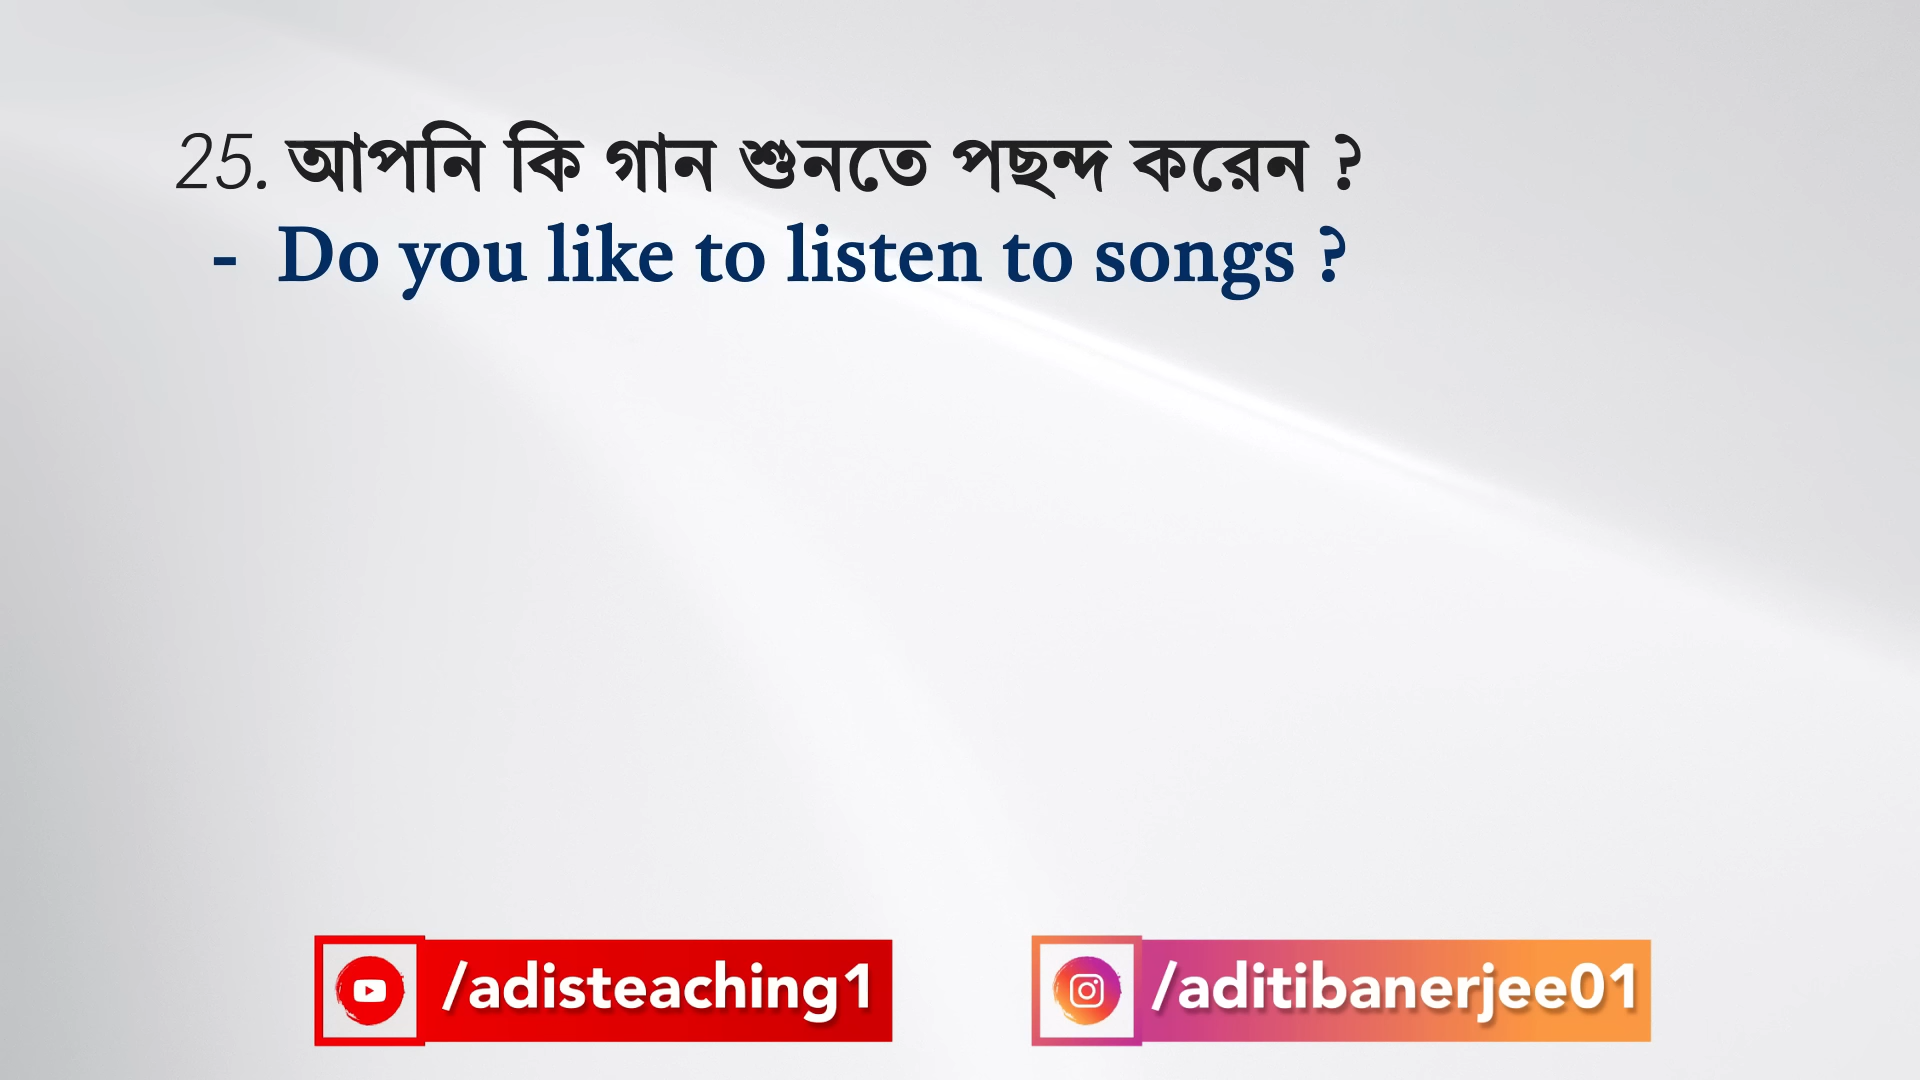 25. আপনি কি গান শুনতে পছন্দ করেন ?
- Do you like to listen to songs ?
/adisteaching1
/aditibanerjee01